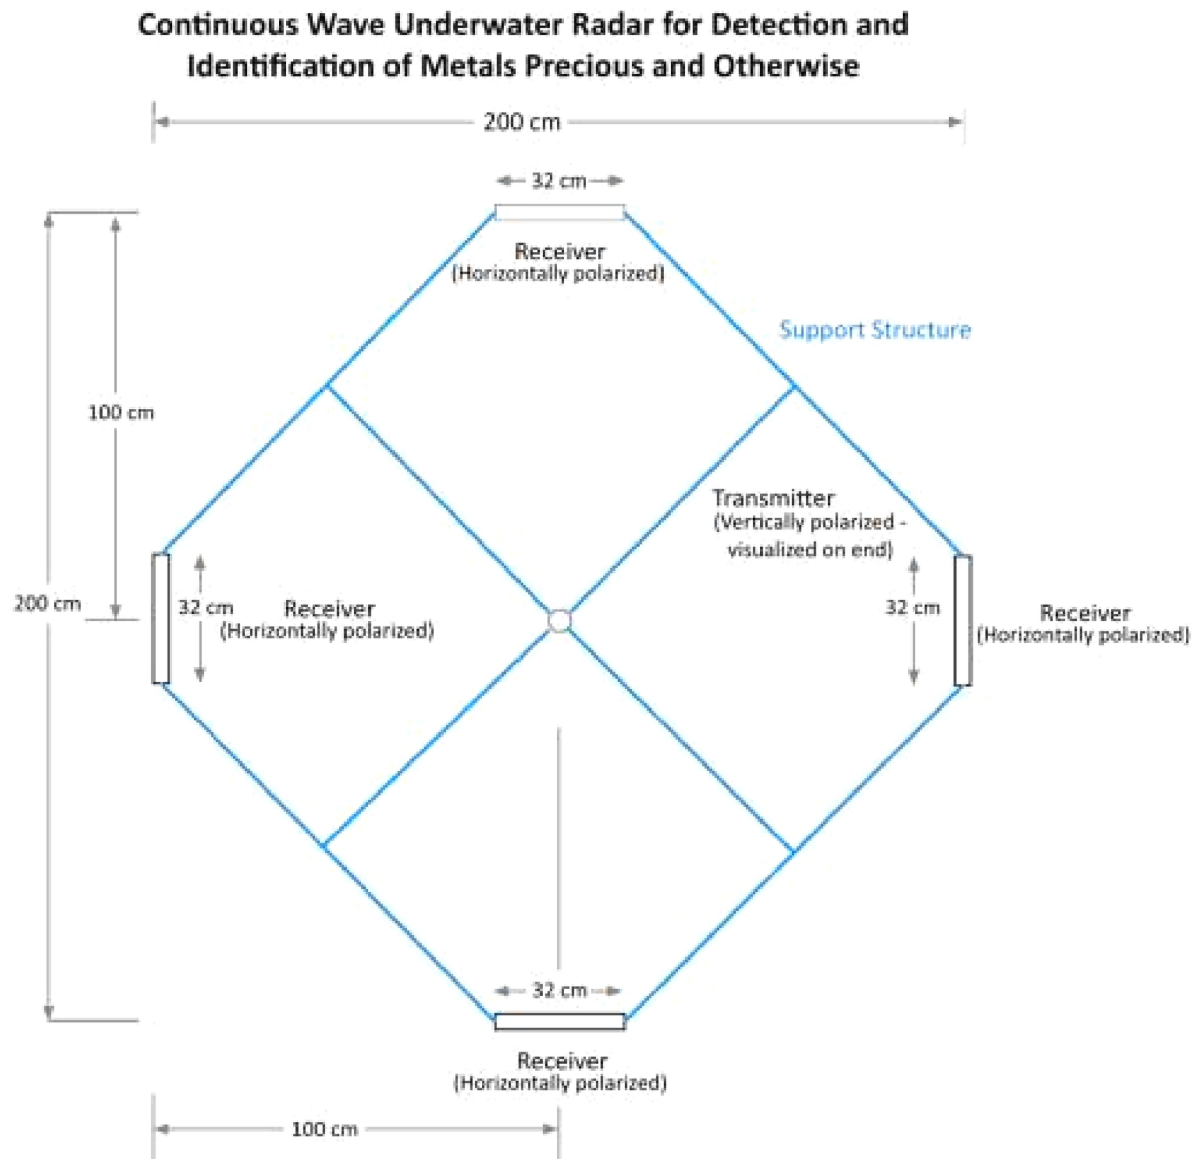 Continuous Wave Underwater Radar for Detection and
Identification of Metals Precious and Otherwise
200 cm
32 cm
Receiver
(Horizontally polarized)
Support Structure
100 cm
Transmitter
(Vertically polarized -
visualized on end)
200 cm
32 cm
Receiver
(Horizontally polarized)
32 cm
Receiver
(Horizontally polarized)
32 cm
Receiver
(Horizontally polarized)
100 cm